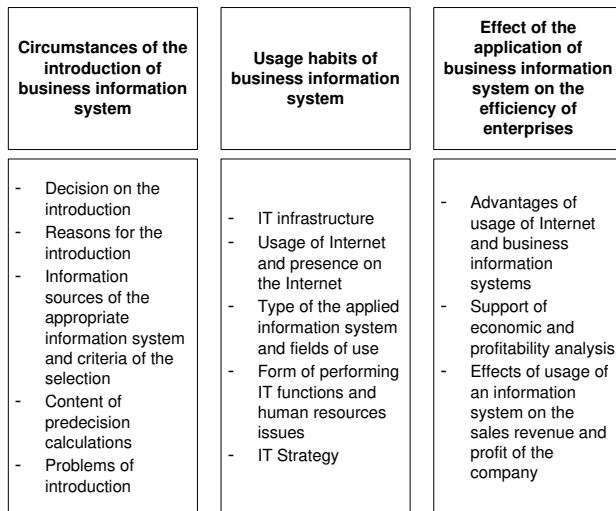 Circumstances of the
introduction of
business information
system
Usage habits of
business information
system
Effect of the
application of
business information
system on the
efficiency of
enterprises
- Decision on the
introduction
- Reasons for the
introduction
- Information
sources of the
appropriate
information system
and criteria of the
selection
- Content of
predecision
calculations
- Problems of
introduction
- IT infrastructure
- Usage of Internet
and presence on
the Internet
- Type of the applied
information system
and fields of use
- Form of performing
IT functions and
human resources
issues
- IT Strategy
- Advantages of
usage of Internet
and business
information
systems
- Support of
economic and
profitability analysis
- Effects of usage of
an information
system on the
sales revenue and
profit of the
company